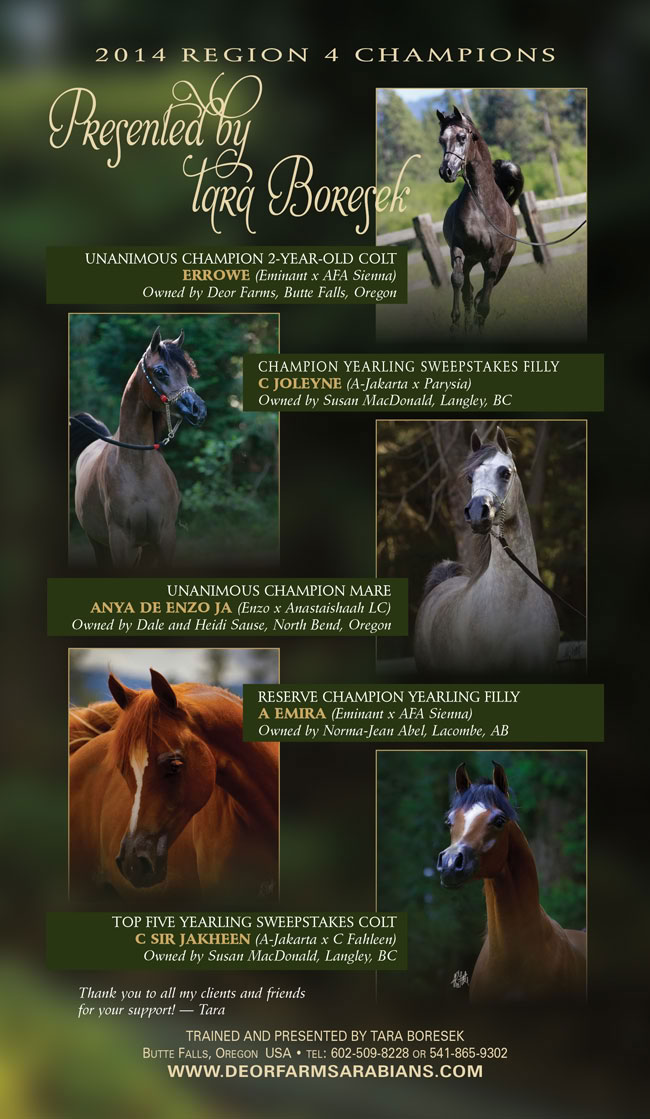 2014 REGION 4 CHAMPIONS
Presented by
Tara Boresek
UNANIMOUS CHAMPION 2-YEAR-OLD COLT
ERROWE (Eminant x AFA Sienna)
Owned by Deor Farms, Butte Falls, Oregon
CHAMPION YEARLING SWEEPSTAKES FILLY
C JOLEYNE (A-Jakarta x Parysia)
Owned by Susan MacDonald, Langley, BC
UNANIMOUS CHAMPION MARE
ANYA DE ENZO JA (Enzo x Anastaishaah LC)
Owned by Dale and Heidi Sause, North Bend, Oregon
RESERVE CHAMPION YEARLING FILLY
A EMIRA (Eminant x AFA Sienna)
Owned by Norma-Jean Abel, Lacombe, AB
TOP FIVE YEARLING SWEEPSTAKES COLT
C SIR JAKHEEN (A-Jakarta x C Fahleen)
Owned by Susan MacDonald, Langley, BC
Thank you to all my clients and friends
for your support! — Tara
TRAINED AND PRESENTED BY TARA BORESEK
BUTTE FALLS, OREGON USA • TEL: 602-509-8228 OR 541-865-9302
WWW.DEORFARMSARABIANS.COM